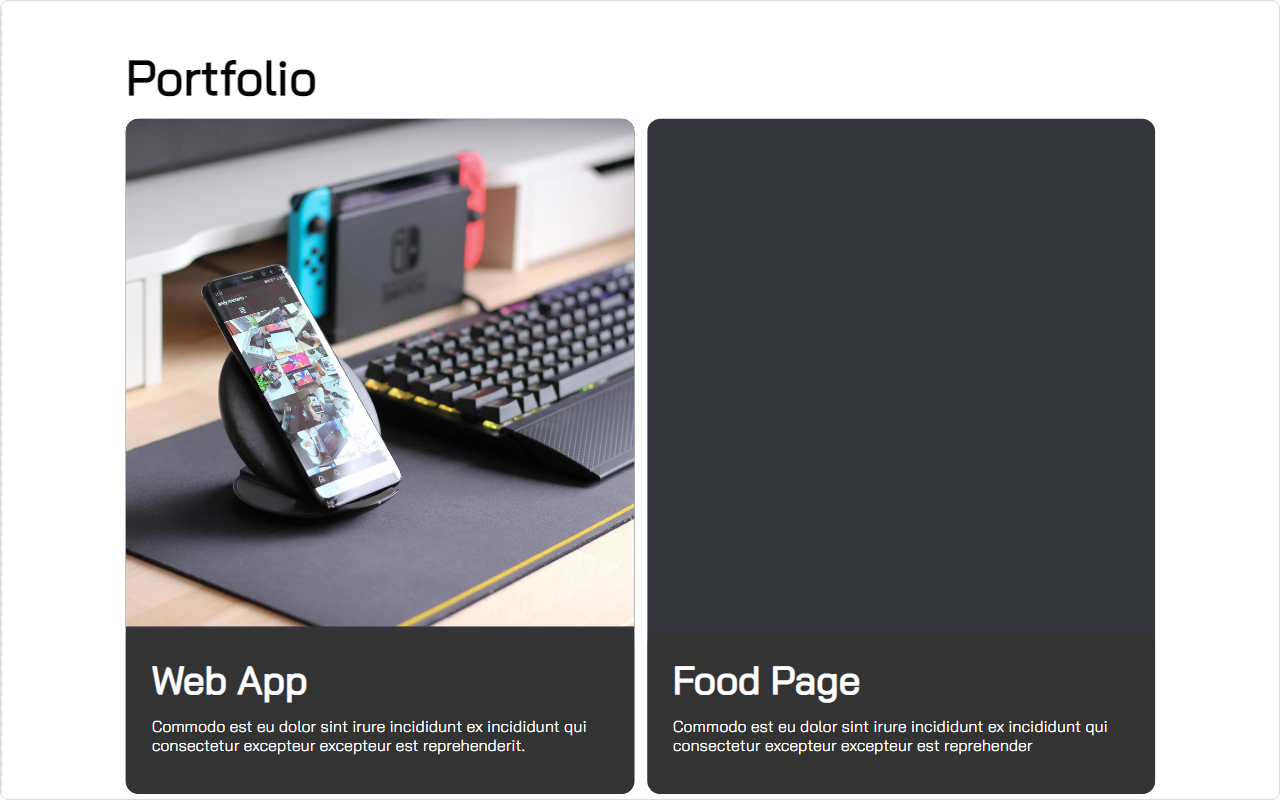 Portfolio
SWITCH
Web App
Commodo est eu dolor sint irure incididunt ex incididunt qui
consectetur excepteur excepteur est reprehenderit.
Food Page
Commodo est eu dolor sint irure incididunt ex incididunt qui
consectetur excepteur excepteur est reprehender